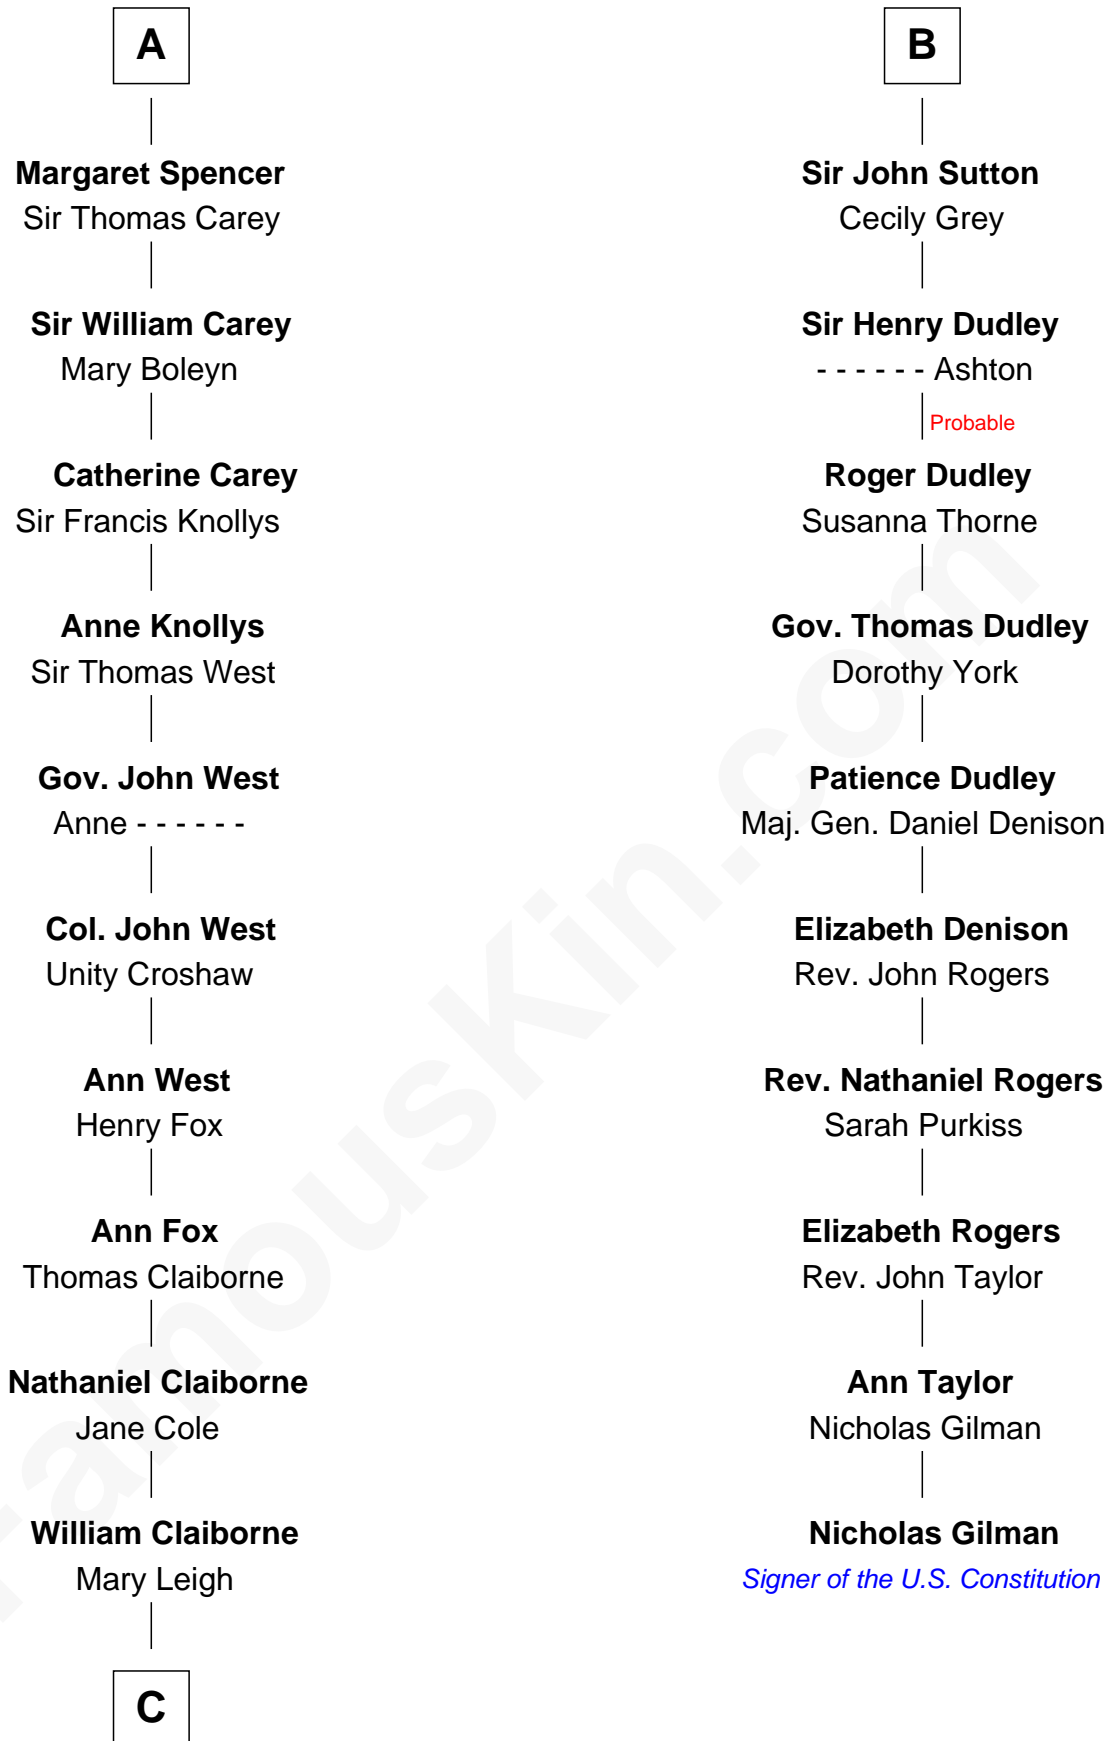 A
Margaret Spencer
Sir Thomas Carey
Sir William Carey
Mary Boleyn
Catherine Carey
Sir Francis Knollys
Anne Knollys
Sir Thomas West
Gov. John West
Anne - - - - - -
Col. John West
Unity Croshaw
Ann West
Henry Fox
Ann Fox
Thomas Claiborne
Nathaniel Claiborne
Jane Cole
William Claiborne
Mary Leigh
C
B
Sir John Sutton
Cecily Grey
Sir Henry Dudley
- - - - - - Ashton
Probable
Roger Dudley
Susanna Thorne
Gov. Thomas Dudley
Dorothy York
Patience Dudley
Maj. Gen. Daniel Denison
Elizabeth Denison
Rev. John Rogers
Rev. Nathaniel Rogers
Sarah Purkiss
Elizabeth Rogers
Rev. John Taylor
Ann Taylor
Nicholas Gilman
Nicholas Gilman
Signer of the U.S. Constitution
FamousKin.com